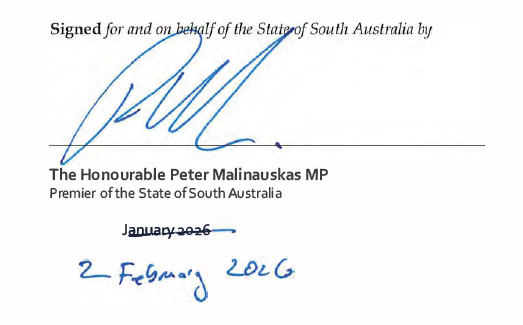 Signed for and on behalf of the State of South Australia by
The Honourable Peter Malinauskas MP
Premier of the State of South Australia
January 2026
2 February 2026